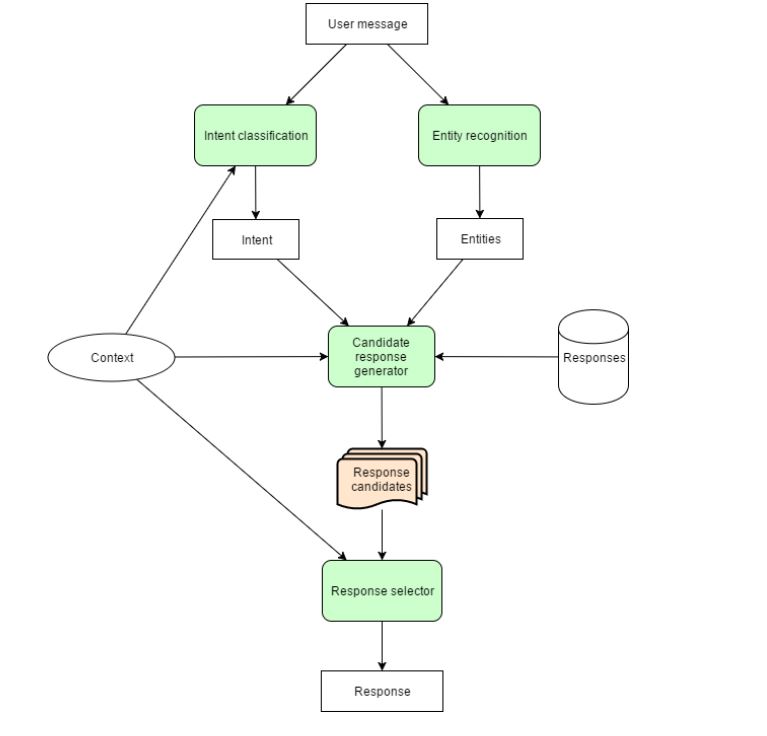 User message
Intent classification
Entity recognition
Intent
Entities
Context
Candidate
response
generator
Responses
Response
candidates
Response selector
Response